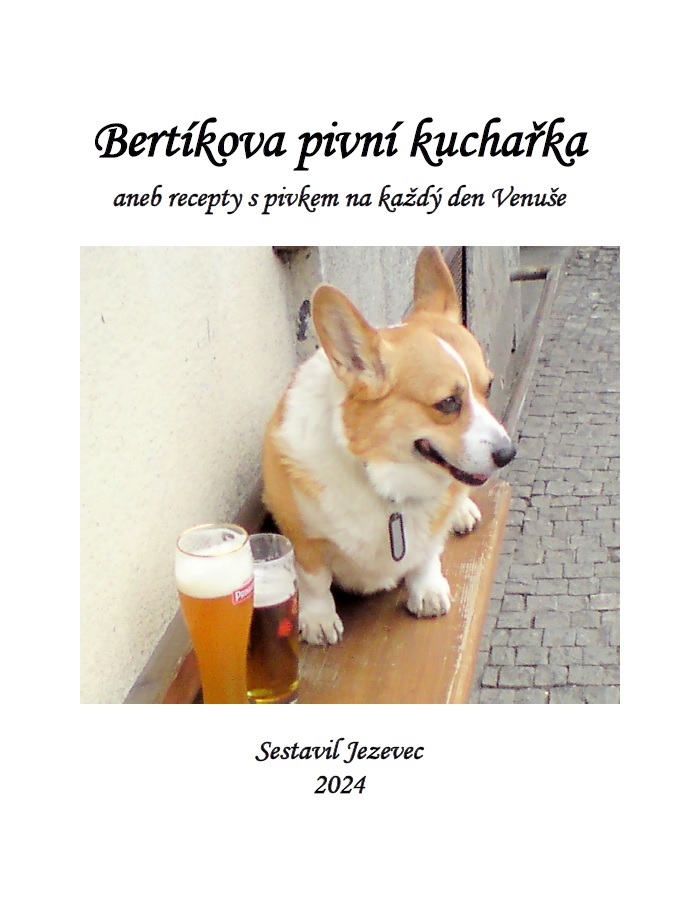 Bertíkova pivní kuchařka
aneb recepty s pivkem na každý den Venuše
Sestavil Jezevec
2024